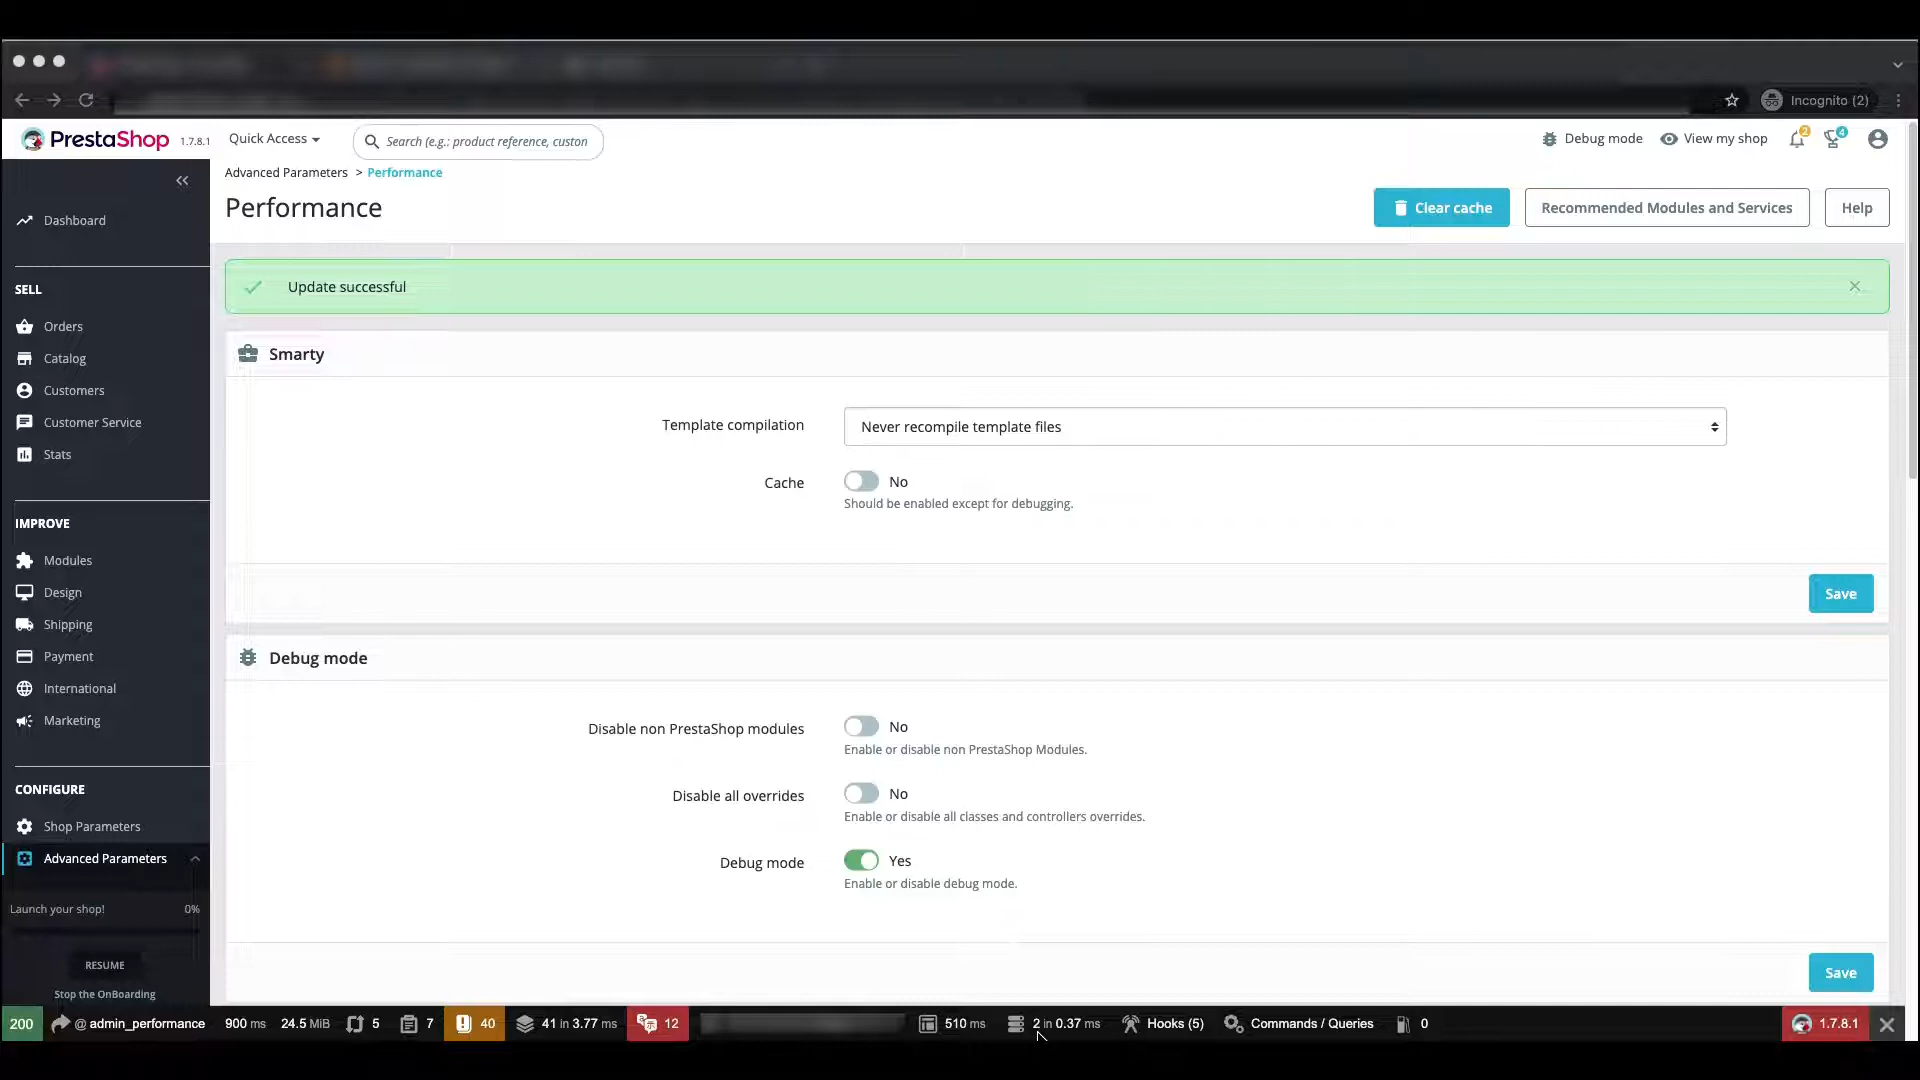 Incognito (2)
PrestaShop 1.7.8.1 Quick Access Search (e.g.: product reference, custon Debug mode View my shop 2 4
Advanced Parameters > Performance
Performance
Clear cache Recommended Modules and Services Help
Update successful
Dashboard
SELL
Orders
Catalog
Customers
Customer Service
Stats
IMPROVE
Modules
Design
Shipping
Payment
International
Marketing
CONFIGURE
Shop Parameters
Advanced Parameters
Launch your shop! 0%
RESUME
Stop the OnBoarding
Smarty
Template compilation Never recompile template files
Cache No
Should be enabled except for debugging.
Save
Debug mode
Disable non PrestaShop modules No
Enable or disable non PrestaShop Modules.
Disable all overrides No
Enable or disable all classes and controllers overrides.
Debug mode Yes
Enable or disable debug mode.
Save
200 @ admin_performance 900 ms 24.5 MiB 5 7 40 41 in 3.77 ms 12 510 ms 2 in 0.37 ms Hooks (5) Commands / Queries 0 1.7.8.1